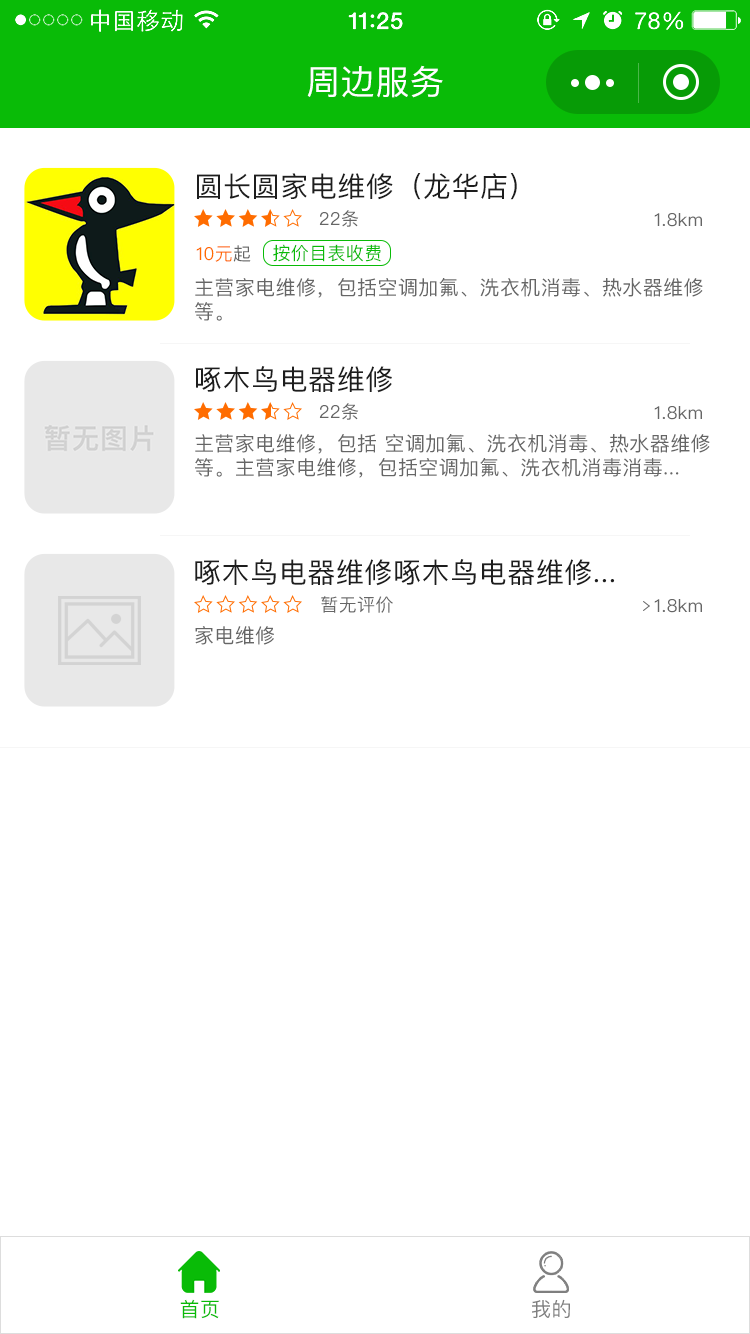 中国移动
11:25
78%
周边服务
圆长圆家电维修（龙华店）
22条
1.8km
10元起 按价目表收费
主营家电维修，包括空调加氟、洗衣机消毒、热水器维修
等。
暂无图片
啄木鸟电器维修
22条
1.8km
主营家电维修，包括 空调加氟、洗衣机消毒、热水器维修
等。主营家电维修，包括空调加氟、洗衣机消毒消毒...
啄木鸟电器维修啄木鸟电器维修...
暂无评价
>1.8km
家电维修
首页
我的